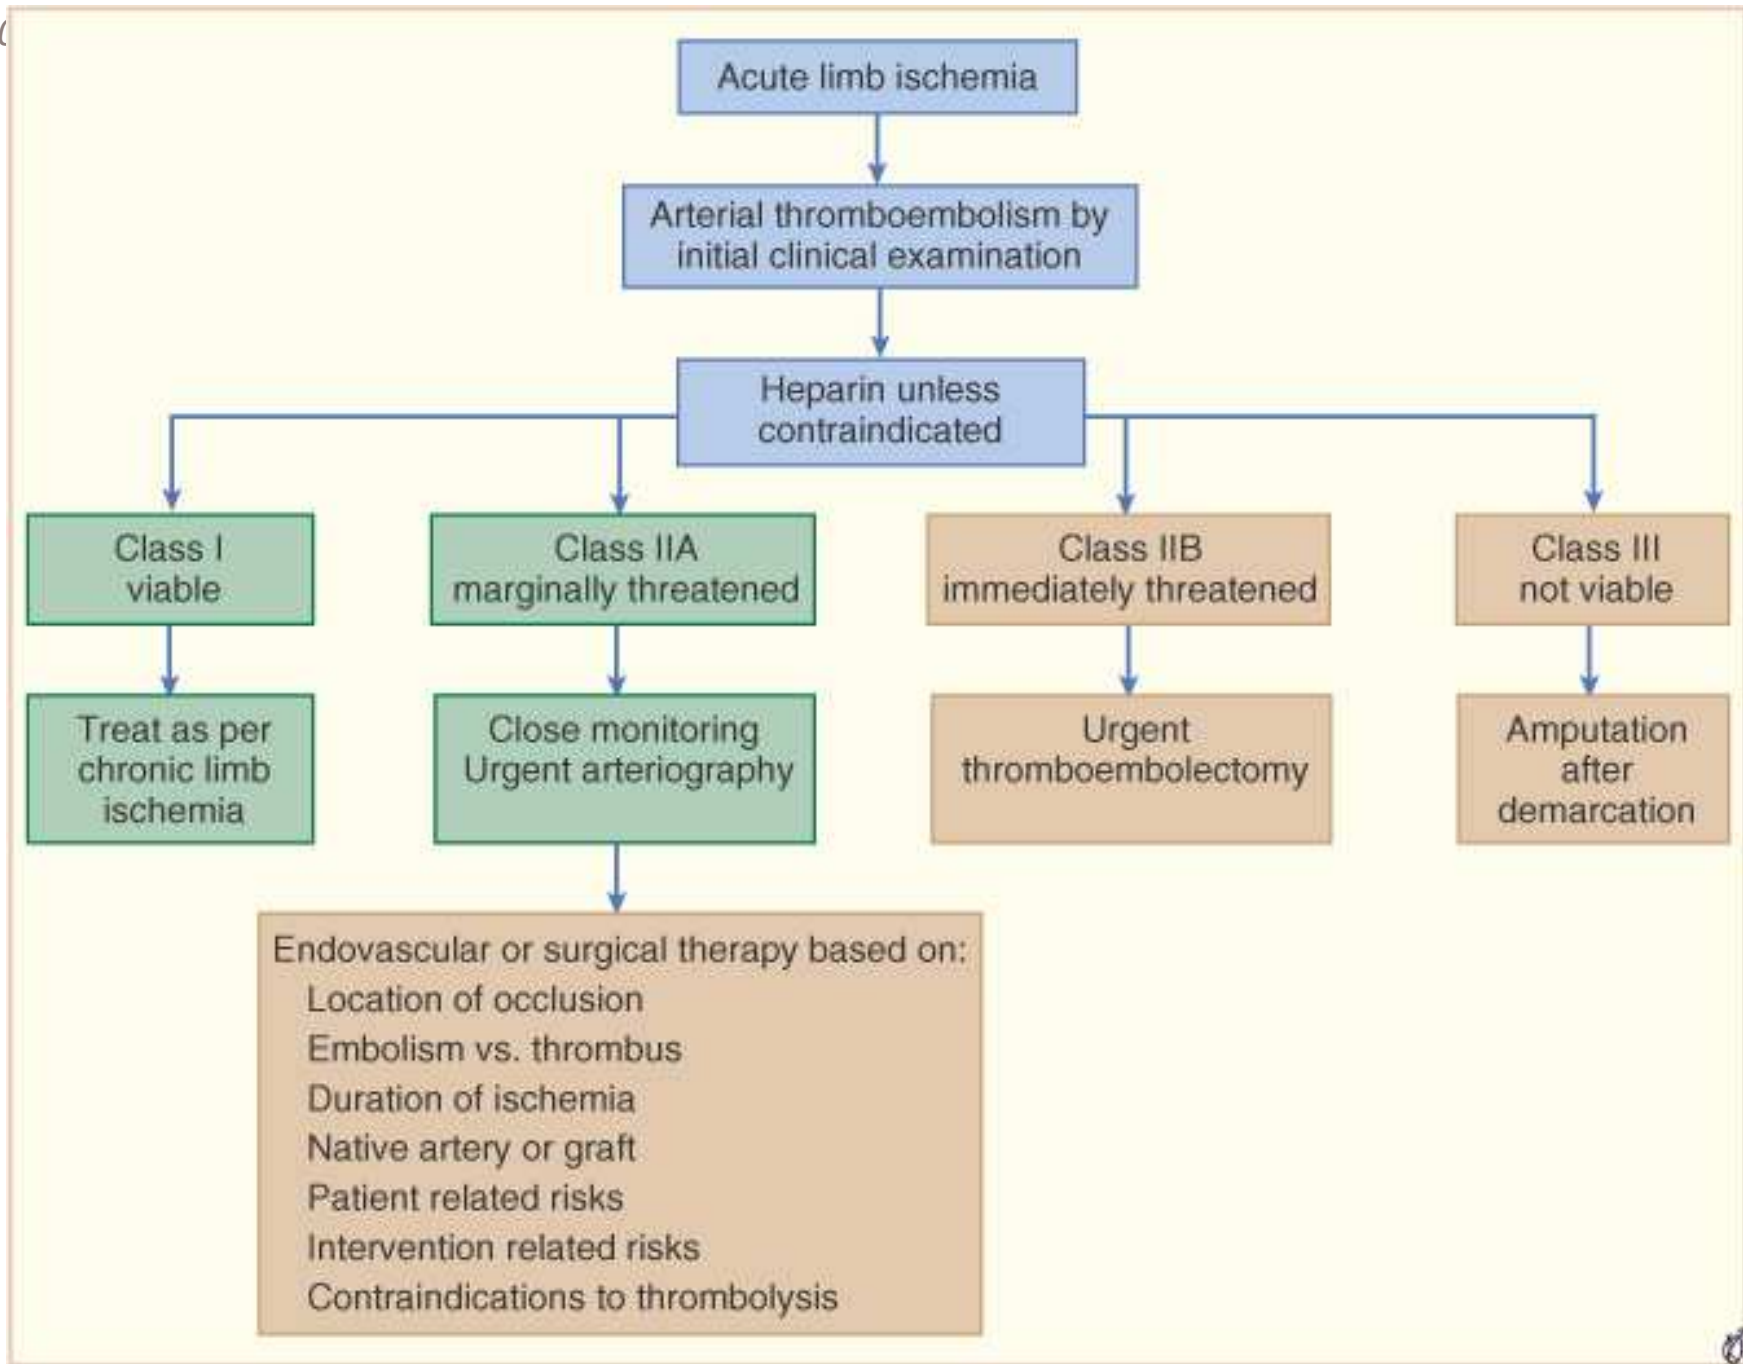 Acute limb ischemia
Arterial thromboembolism by
initial clinical examination
Heparin unless
contraindicated
Class I
viable
Class IIA
marginally threatened
Class IIB
immediately threatened
Class III
not viable
Treat as per
chronic limb
ischemia
Close monitoring
Urgent arteriography
Urgent
thromboembolectomy
Amputation
after
demarcation
Endovascular or surgical therapy based on:
Location of occlusion
Embolism vs. thrombus
Duration of ischemia
Native artery or graft
Patient related risks
Intervention related risks
Contraindications to thrombolysis